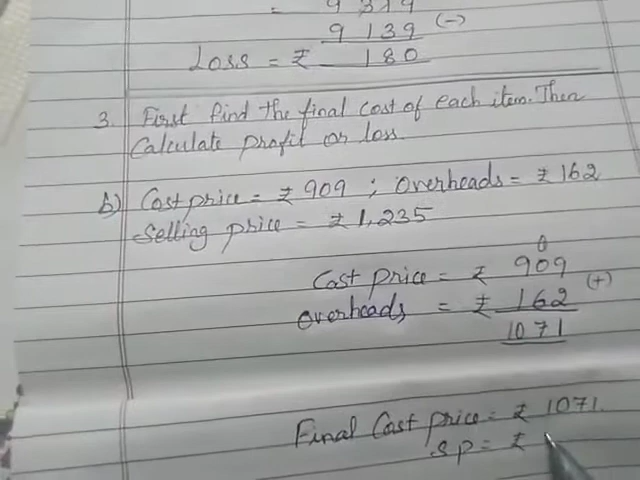 = 9 319
9 139 (-)
Loss = ₹ 180
3. First find the final cost of each item. Then
Calculate profit or loss
b) Cost price = ₹ 909 ; Overheads = ₹ 162
Selling price = ₹ 1,235
Cost price = ₹ 909
overheads = ₹ 162 (+)
1071
Final Cost price = ₹ 1071.
SP = ₹